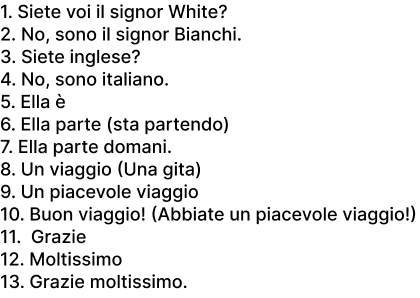 1. Siete voi il signor White?
2. No, sono il signor Bianchi.
3. Siete inglese?
4. No, sono italiano.
5. Ella è
6. Ella parte (sta partendo)
7. Ella parte domani.
8. Un viaggio (Una gita)
9. Un piacevole viaggio
10. Buon viaggio! (Abbiate un piacevole viaggio!)
11.  Grazie
12. Moltissimo
13. Grazie moltissimo.